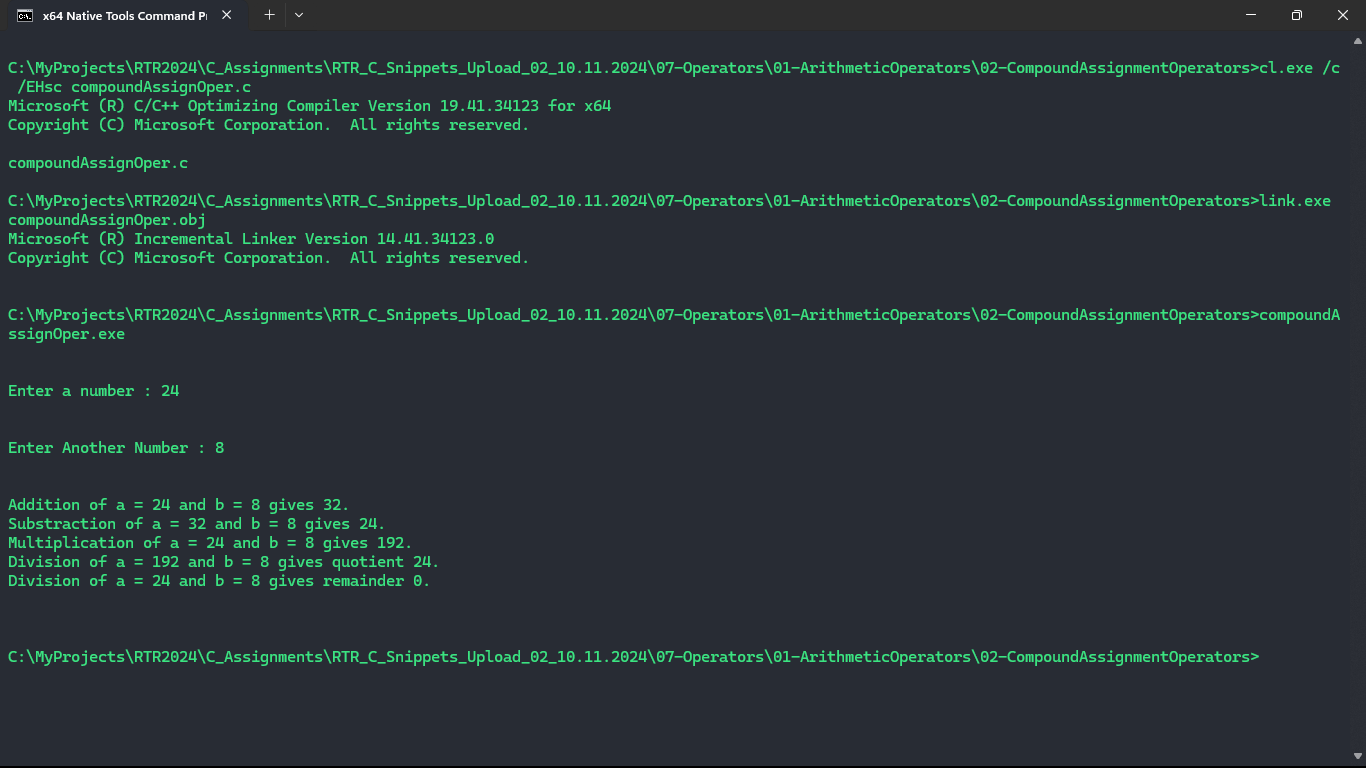 x64 Native Tools Command P
C:\MyProjects\RTR2024\C_Assignments\RTR_C_Snippets_Upload_02_10.11.2024\07-Operators\01-ArithmeticOperators\02-CompoundAssignmentOperators>cl.exe /c
/EHsc compoundAssignOper.c
Microsoft (R) C/C++ Optimizing Compiler Version 19.41.34123 for x64
Copyright (C) Microsoft Corporation.  All rights reserved.
compoundAssignOper.c
C:\MyProjects\RTR2024\C_Assignments\RTR_C_Snippets_Upload_02_10.11.2024\07-Operators\01-ArithmeticOperators\02-CompoundAssignmentOperators>link.exe
compoundAssignOper.obj
Microsoft (R) Incremental Linker Version 14.41.34123.0
Copyright (C) Microsoft Corporation.  All rights reserved.
C:\MyProjects\RTR2024\C_Assignments\RTR_C_Snippets_Upload_02_10.11.2024\07-Operators\01-ArithmeticOperators\02-CompoundAssignmentOperators>compoundA
ssignOper.exe
Enter a number : 24
Enter Another Number : 8
Addition of a = 24 and b = 8 gives 32.
Substraction of a = 32 and b = 8 gives 24.
Multiplication of a = 24 and b = 8 gives 192.
Division of a = 192 and b = 8 gives quotient 24.
Division of a = 24 and b = 8 gives remainder 0.
C:\MyProjects\RTR2024\C_Assignments\RTR_C_Snippets_Upload_02_10.11.2024\07-Operators\01-ArithmeticOperators\02-CompoundAssignmentOperators>